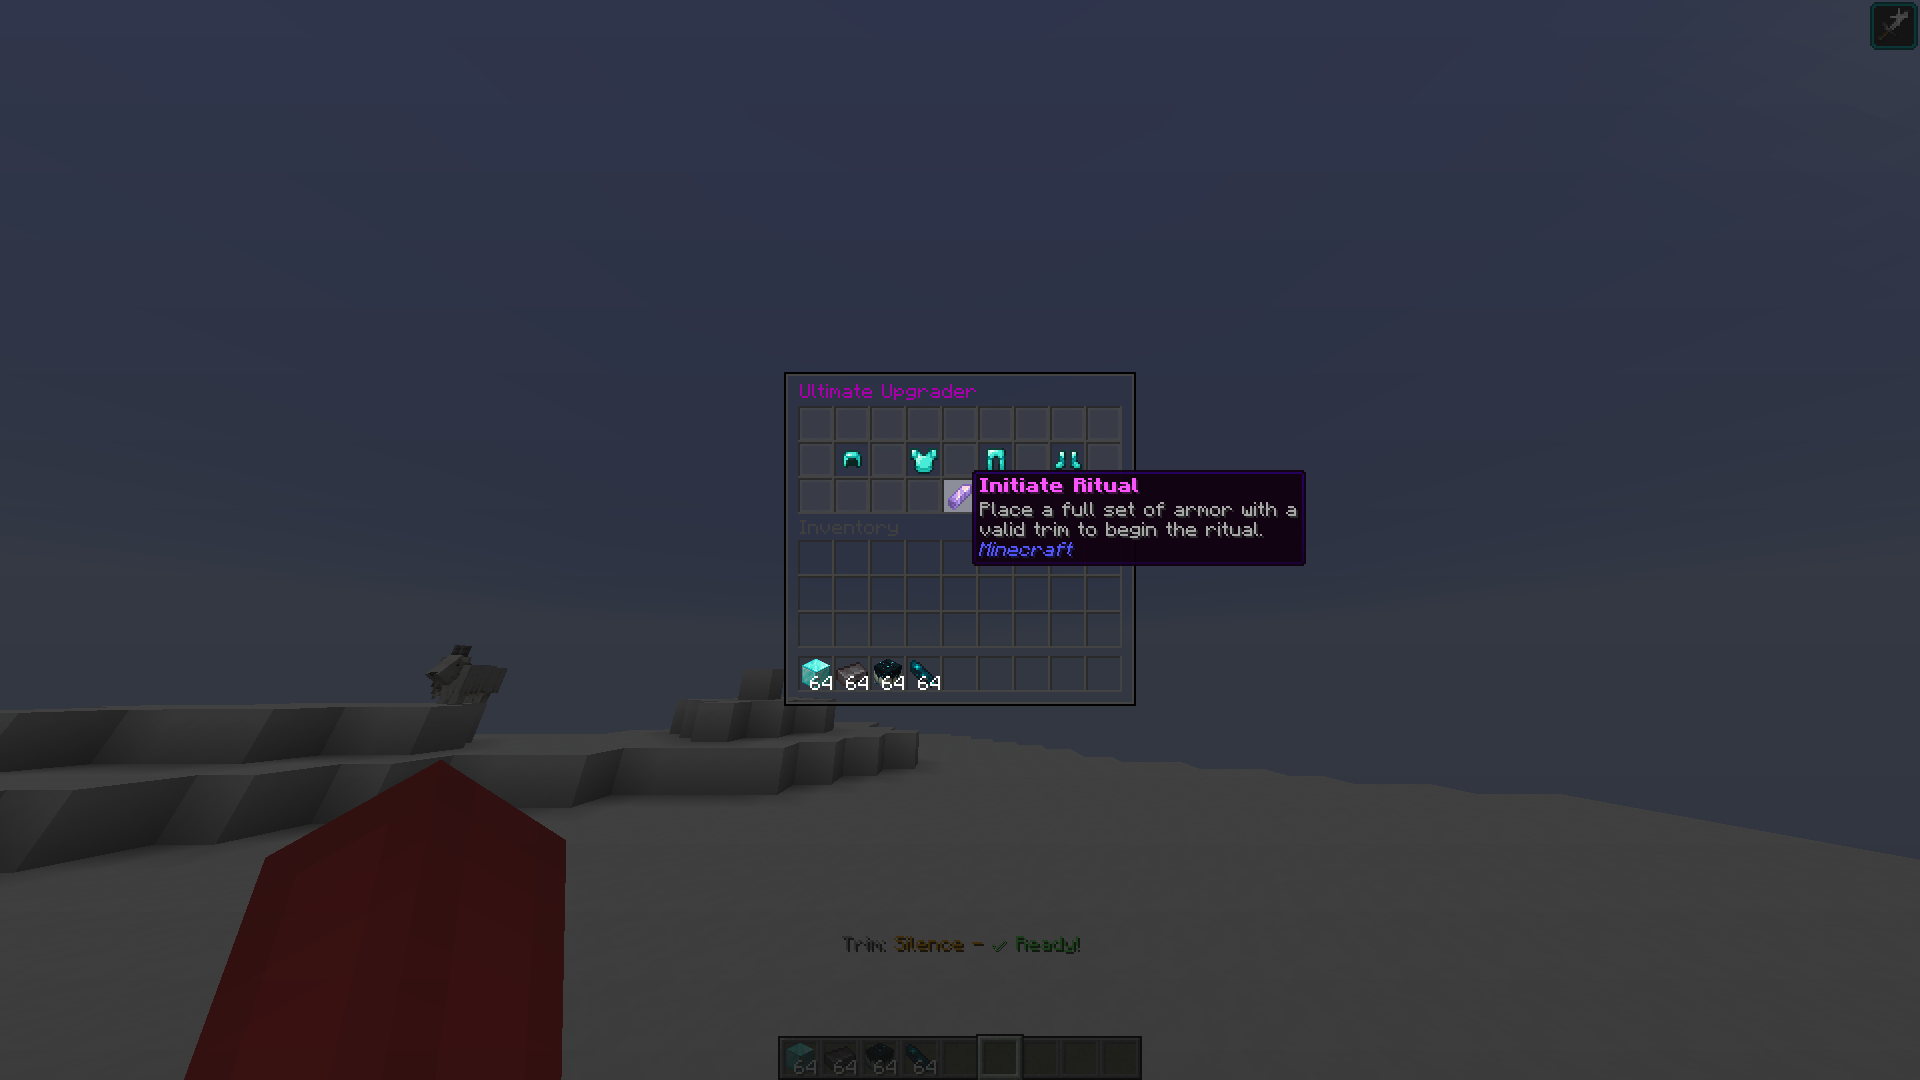 Ultimate Upgrader
Initiate Ritual
Place a full set of armor with a
valid trim to begin the ritual.
Minecraft
Inventory
64 64 64 64
Trim: Silence - ✓ Ready!
64 64 64 64